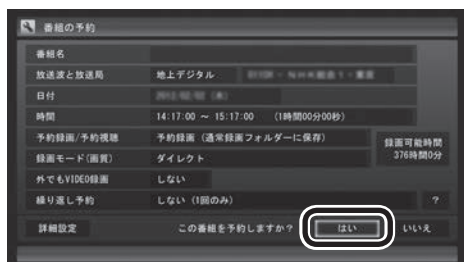 番組の予約
番組名
放送波と放送局 地上デジタル
日付
時間 14:17:00 ～ 15:17:00 (1時間00分00秒)
予約録画/予約視聴 予約録画 (通常録画フォルダーに保存)
録画可能時間
376時間0分
録画モード(画質) ダイレクト
外でもVIDEO録画 しない
繰り返し予約 しない (1回のみ) ?
詳細設定 この番組を予約しますか? はい いいえ